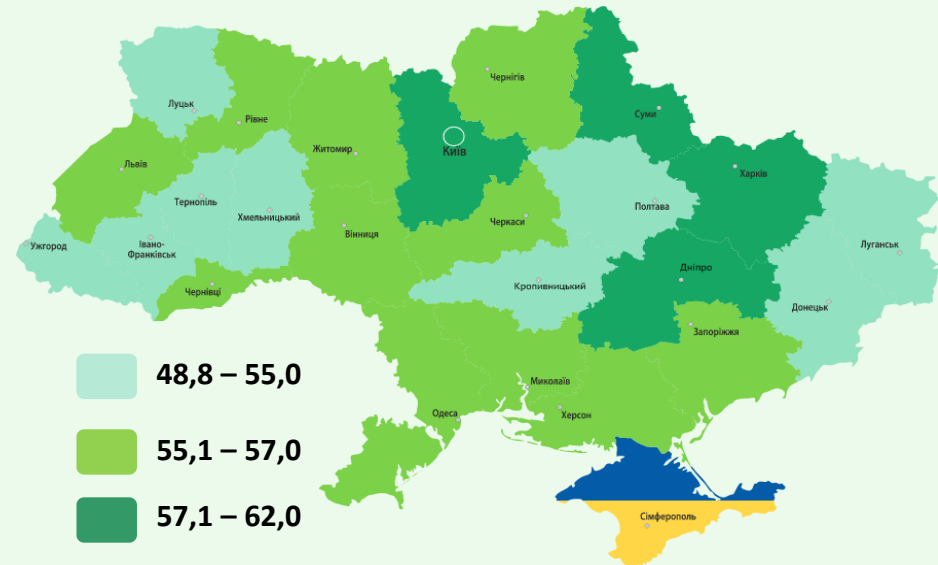 Чернігів
Луцьк
Суми
Рівне
Житомир
Київ
Львів
Харків
Тернопіль
Хмельницький
Полтава
Черкаси
Вінниця
Ужгород
Івано-
Франківськ
Луганськ
Дніпро
Кропивницький
Чернівці
Донецьк
Запоріжжя
48,8 – 55,0
Миколаїв
Одеса
Херсон
55,1 – 57,0
57,1 – 62,0
Сімферополь